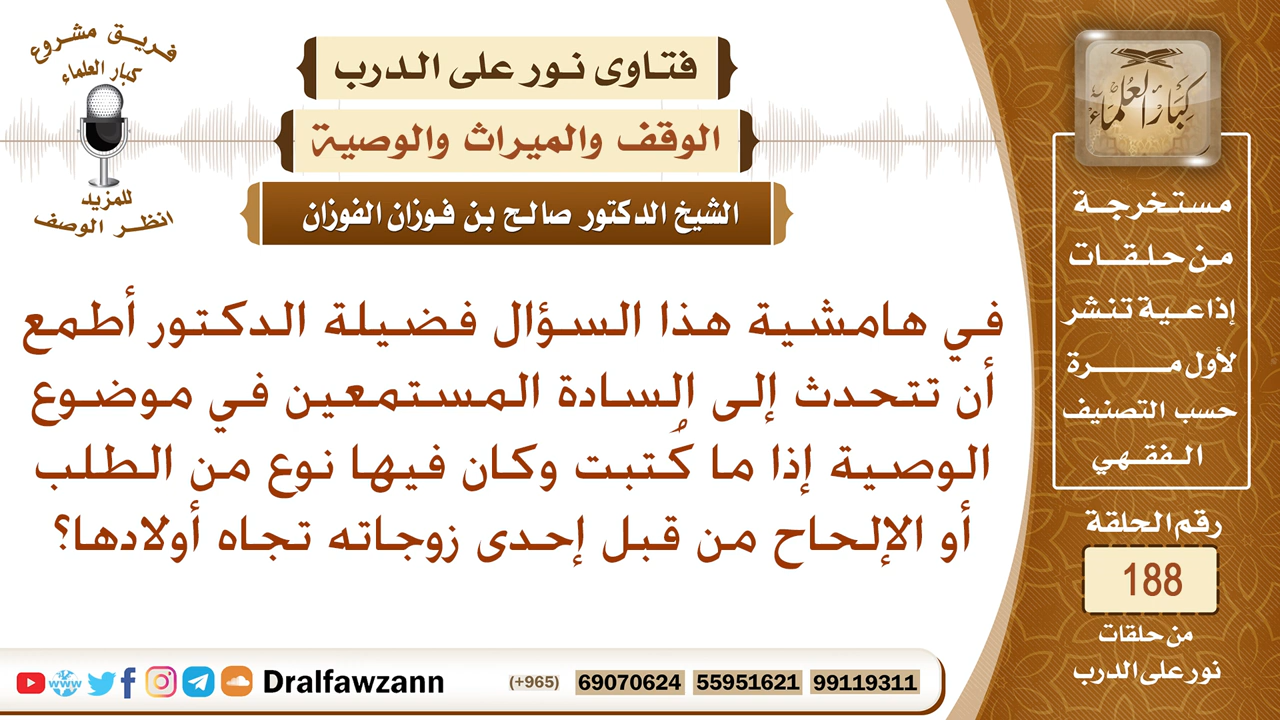 فريق مشروع
كبار العلماء
للمزيد
انظر الوصف
فتاوى نور على الدرب
الوقف والميراث والوصية
الشيخ الدكتور صالح بن فوزان الفوزان
في هامشية هذا السؤال فضيلة الدكتور أطمع
أن تتحدث إلى السادة المستمعين في موضوع
الوصية إذا ما كُتبت وكان فيها نوع من الطلب
أو الإلحاح من قبل إحدى زوجاته تجاه أولادها؟
كبار العلماء
مستخرجة
من حلقات
إذاعية تنشر
لأول مرة
حسب التصنيف
الفقهي
رقم الحلقة
188
من حلقات
نور على الدرب
www Dralfawzann (+965) 69070624 55951621 99119311